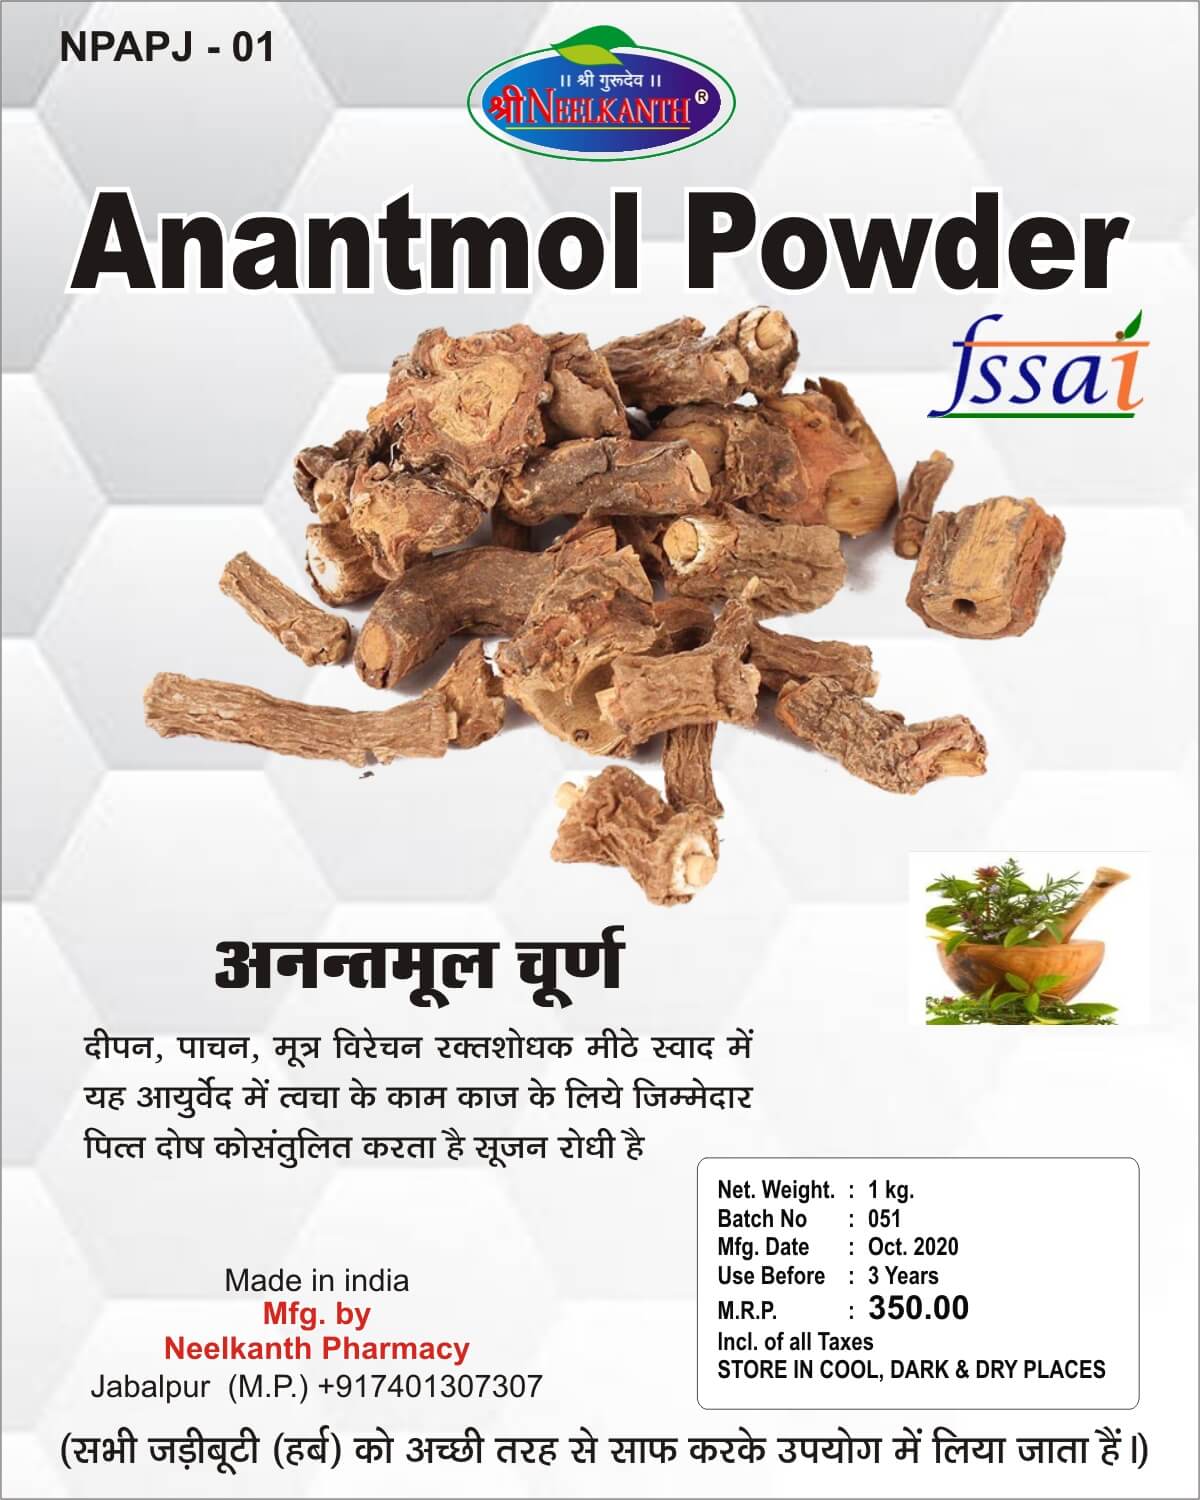 NPAPJ - 01
।। श्री गुरूदेव ।।
श्री NEELKANTH ®
Anantmol Powder
fssai
अनन्तमूल चूर्ण
दीपन, पाचन, मूत्र विरेचन रक्तशोधक मीठे स्वाद में
यह आयुर्वेद में त्वचा के काम काज के लिये जिम्मेदार
पित्त दोष कोसंतुलित करता है सूजन रोधी है
Net. Weight. : 1 kg.
Batch No : 051
Mfg. Date : Oct. 2020
Use Before : 3 Years
M.R.P. : 350.00
Incl. of all Taxes
STORE IN COOL, DARK & DRY PLACES
Made in india
Mfg. by
Neelkanth Pharmacy
Jabalpur (M.P.) +917401307307
(सभी जड़ीबूटी (हर्ब) को अच्छी तरह से साफ करके उपयोग में लिया जाता हैं।)